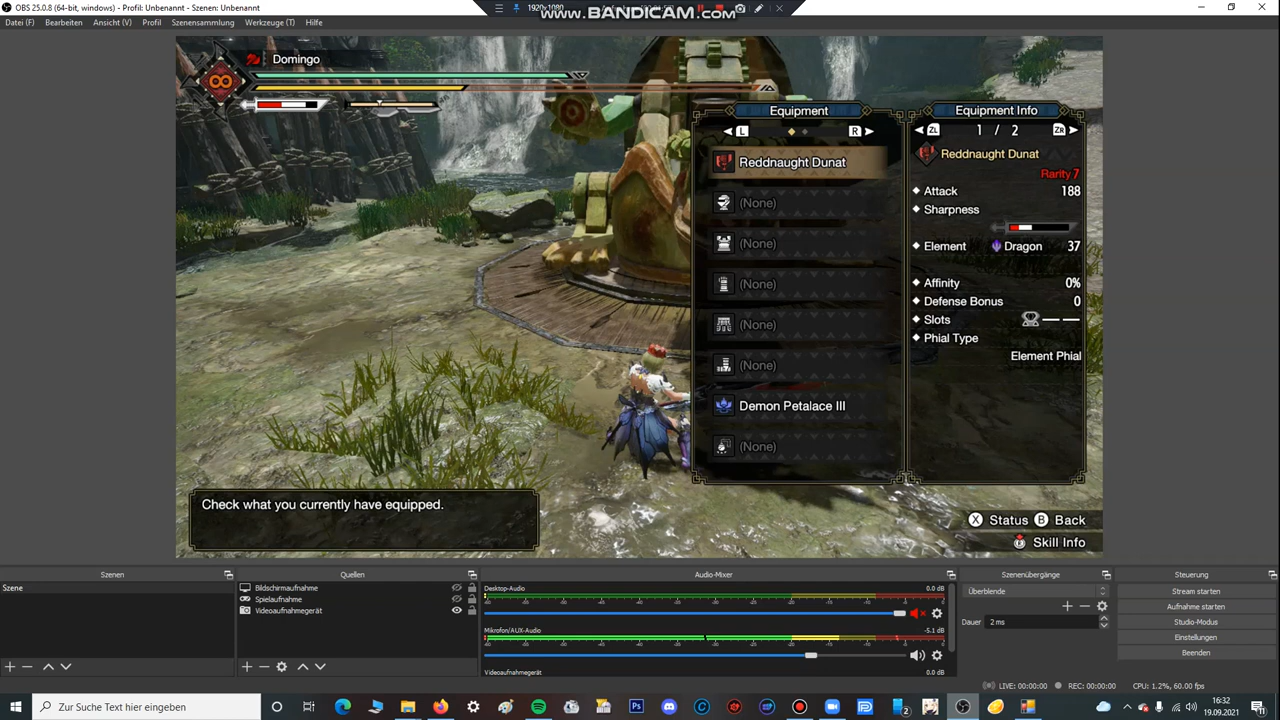 OBS 25.0.8 (64-bit, windows) - Profil: Unbenannt - Szenen: Unbenannt
1920x1080
www.BANDICAM.com
Datei (F) Bearbeiten Ansicht (V) Profil Szenensammlung Werkzeuge (T) Hilfe
Domingo
Equipment
L R
Reddnaught Dunat
(None)
(None)
(None)
(None)
(None)
Demon Petalace III
(None)
Equipment Info
ZL 1 / 2 ZR
Reddnaught Dunat
Rarity 7
Attack 188
Sharpness
Element Dragon 37
Affinity 0%
Defense Bonus 0
Slots
Phial Type
Element Phial
Check what you currently have equipped.
X Status B Back
Skill Info
Szenen
Szene
Quellen
Bildschirmaufnahme
Spielaufnahme
Videoaufnahmegerät
Audio-Mixer
Desktop-Audio 0.0 dB
Mikrofon/AUX-Audio -5.1 dB
Videoaufnahmegerät 0.0 dB
Szenenübergänge
Überblende
Dauer 2 ms
Steuerung
Stream starten
Aufnahme starten
Studio-Modus
Einstellungen
Beenden
LIVE: 00:00:00 REC: 00:00:00 CPU: 1.2%, 60.00 fps
Zur Suche Text hier eingeben
16:32
19.09.2021